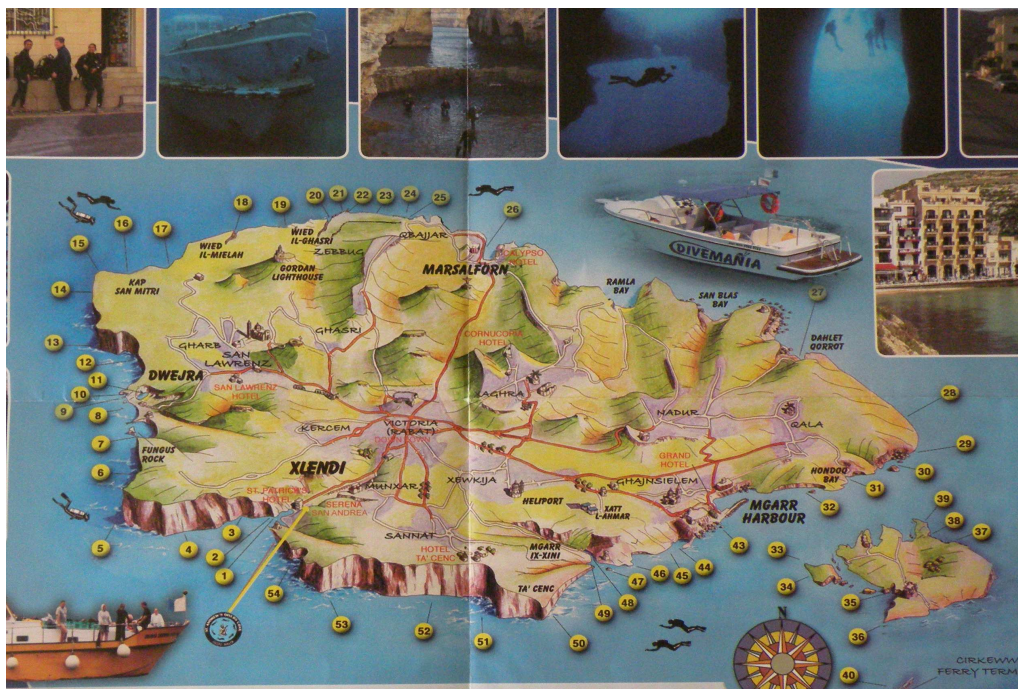 20
21
22
23
24
25
18
19
26
16
17
15
WIED
IL-GHASRI
ZEBBUG
QBAJJAR
WIED
IL-MIELAH
CALYPSO
HOTEL
MARSALFORN
GORDAN
LIGHTHOUSE
DIVEMANIA
KAP
SAN MITRI
14
RAMLA
BAY
SAN BLAS
BAY
27
GHASRI
CORNUCOPIA
HOTEL
13
GHARB
SAN
LAWRENZ
DAHLET
QORROT
12
11
10
9
8
DWEJRA
SAN LAWRENZ
HOTEL
XAGHRA
28
NADUR
7
KERCEM
VICTORIA
(RABAT)
QALA
29
FUNGUS
ROCK
6
XLENDI
GRAND
HOTEL
HONDOQ
BAY
30
31
ST. PATRICK'S
HOTEL
MUNXAR
XEWKIJA
GHAJNSIELEM
SERENA
SAN ANDREA
HELIPORT
XATT
L-AHMAR
MGARR
HARBOUR
32
39
38
37
5
4
3
2
1
SANNAT
HOTEL
TA' CENC
MGARR
IX-XINI
43
33
44
45
46
47
48
49
34
TA' CENC
54
35
53
52
51
50
36
N
40
CIRKEWW
FERRY TERM